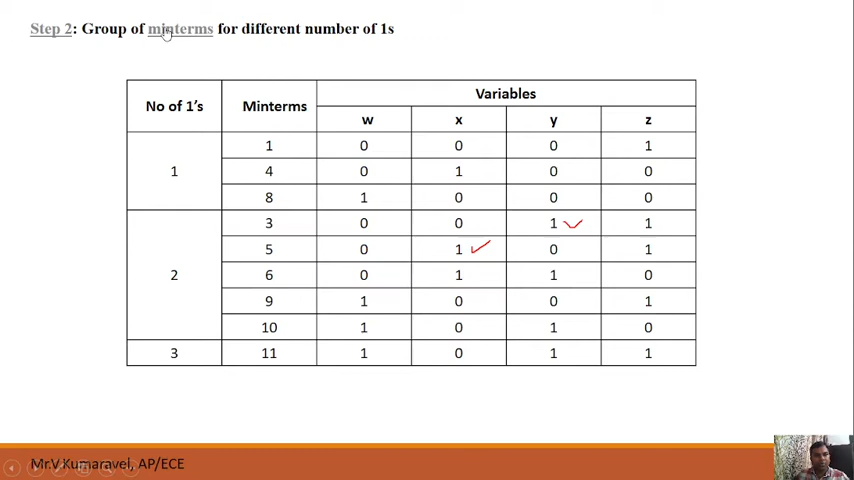 Step 2: Group of minterms for different number of 1s
No of 1's Minterms Variables
w x y z
1 1 0 0 0 1
4 0 1 0 0
8 1 0 0 0
2 3 0 0 1 1
5 0 1 0 1
6 0 1 1 0
9 1 0 0 1
10 1 0 1 0
3 11 1 0 1 1
Mr.V.Kumaravel, AP/ECE